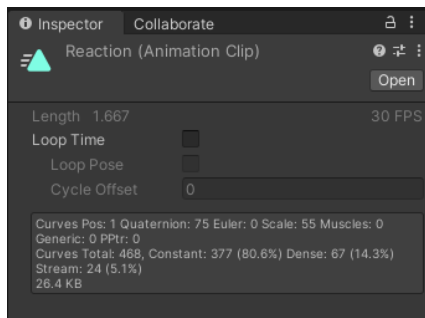 Inspector Collaborate
Reaction (Animation Clip)
Open
Length 1.667 30 FPS
Loop Time
Loop Pose
Cycle Offset 0
Curves Pos: 1 Quaternion: 75 Euler: 0 Scale: 55 Muscles: 0
Generic: 0 PPtr: 0
Curves Total: 468, Constant: 377 (80.6%) Dense: 67 (14.3%)
Stream: 24 (5.1%)
26.4 KB